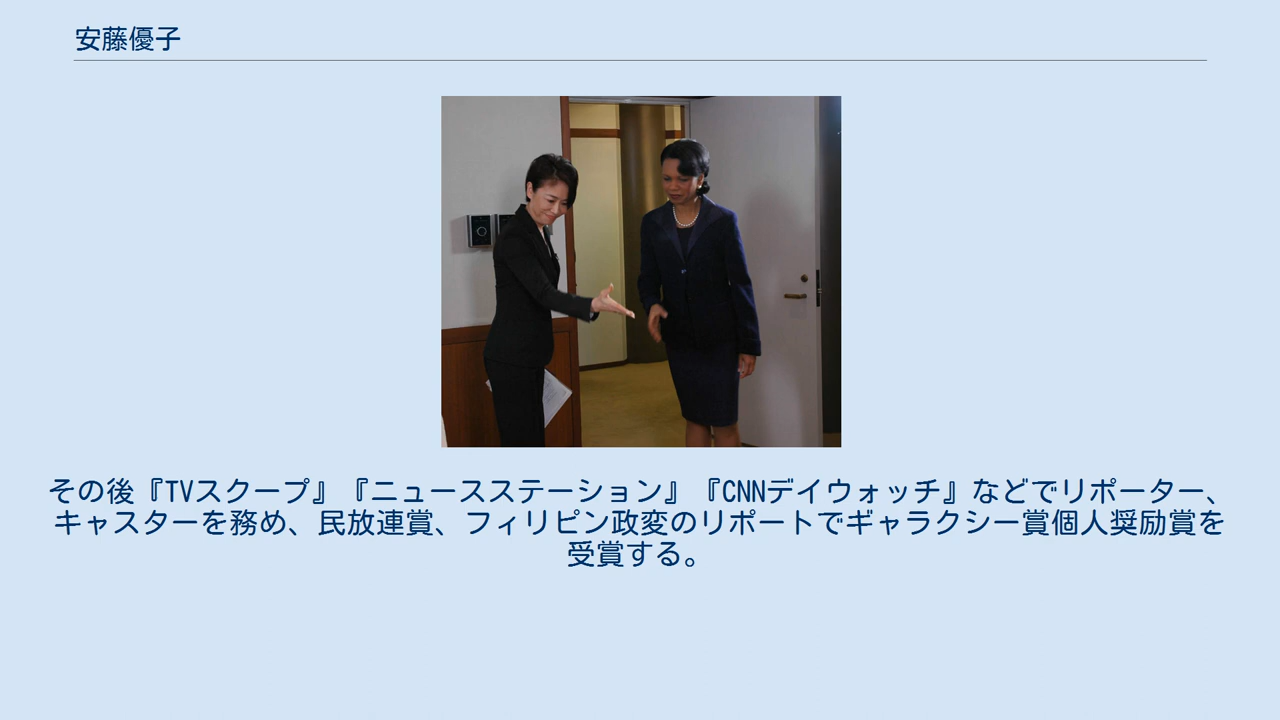 安藤優子
その後『TVスクープ』『ニュースステーション』『CNNデイウォッチ』などでリポーター、
キャスターを務め、民放連賞、フィリピン政変のリポートでギャラクシー賞個人奨励賞を
受賞する。